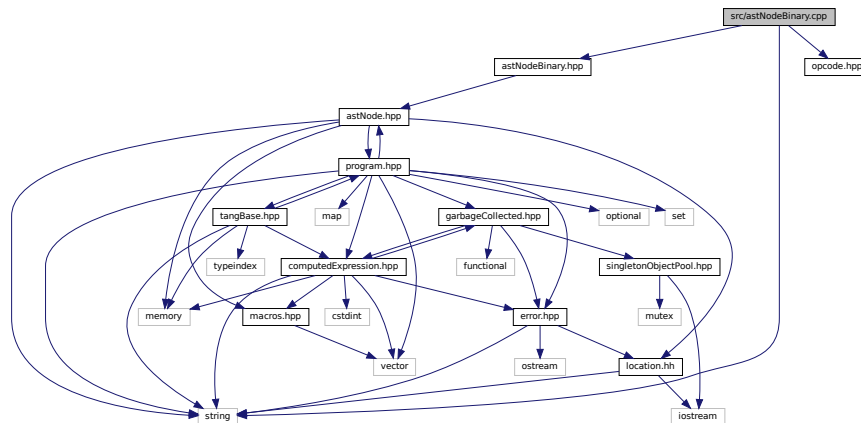 src/astNodeBinary.cpp
astNodeBinary.hpp
opcode.hpp
astNode.hpp
program.hpp
tangBase.hpp
map
garbageCollected.hpp
optional
set
typeindex
computedExpression.hpp
functional
singletonObjectPool.hpp
memory
macros.hpp
cstdint
error.hpp
mutex
vector
ostream
location.hh
string
iostream